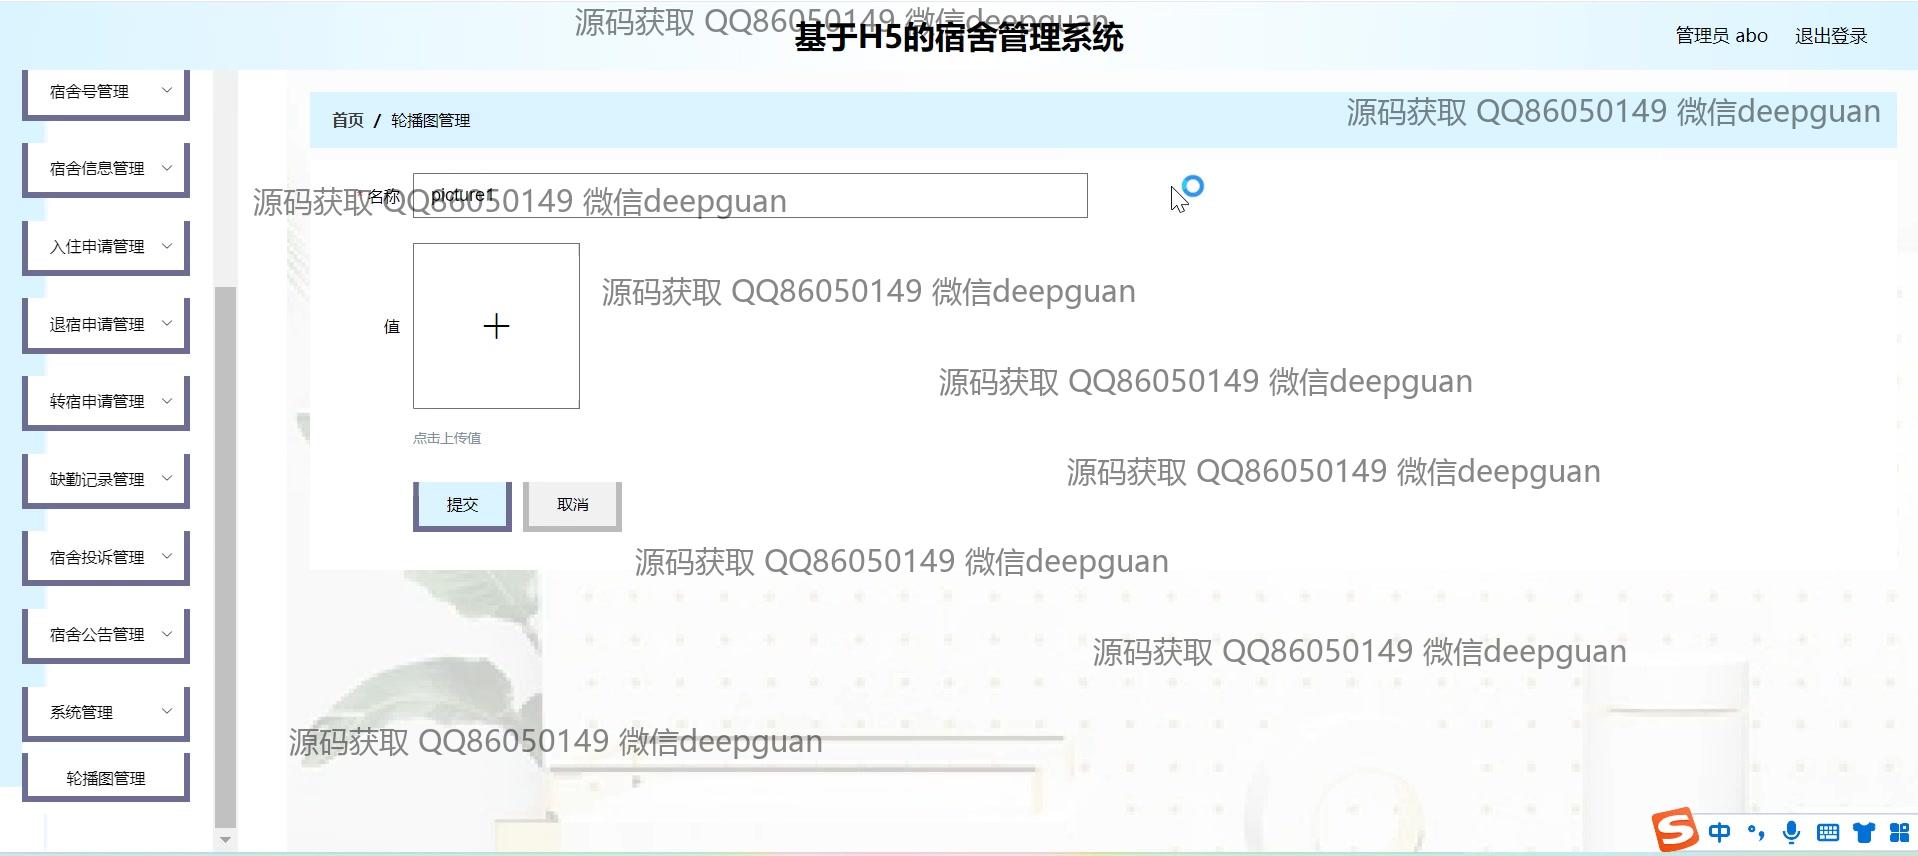 源码获取 QQ86050149 微信deepguan
基于H5的宿舍管理系统
管理员 abo
退出登录
宿舍号管理
首页 / 轮播图管理
源码获取 QQ86050149 微信deepguan
宿舍信息管理
*名称
picture1
源码获取 QQ86050149 微信deepguan
入住申请管理
源码获取 QQ86050149 微信deepguan
退宿申请管理
值
源码获取 QQ86050149 微信deepguan
转宿申请管理
点击上传值
源码获取 QQ86050149 微信deepguan
缺勤记录管理
提交
取消
宿舍投诉管理
源码获取 QQ86050149 微信deepguan
宿舍公告管理
源码获取 QQ86050149 微信deepguan
系统管理
源码获取 QQ86050149 微信deepguan
轮播图管理
S 中